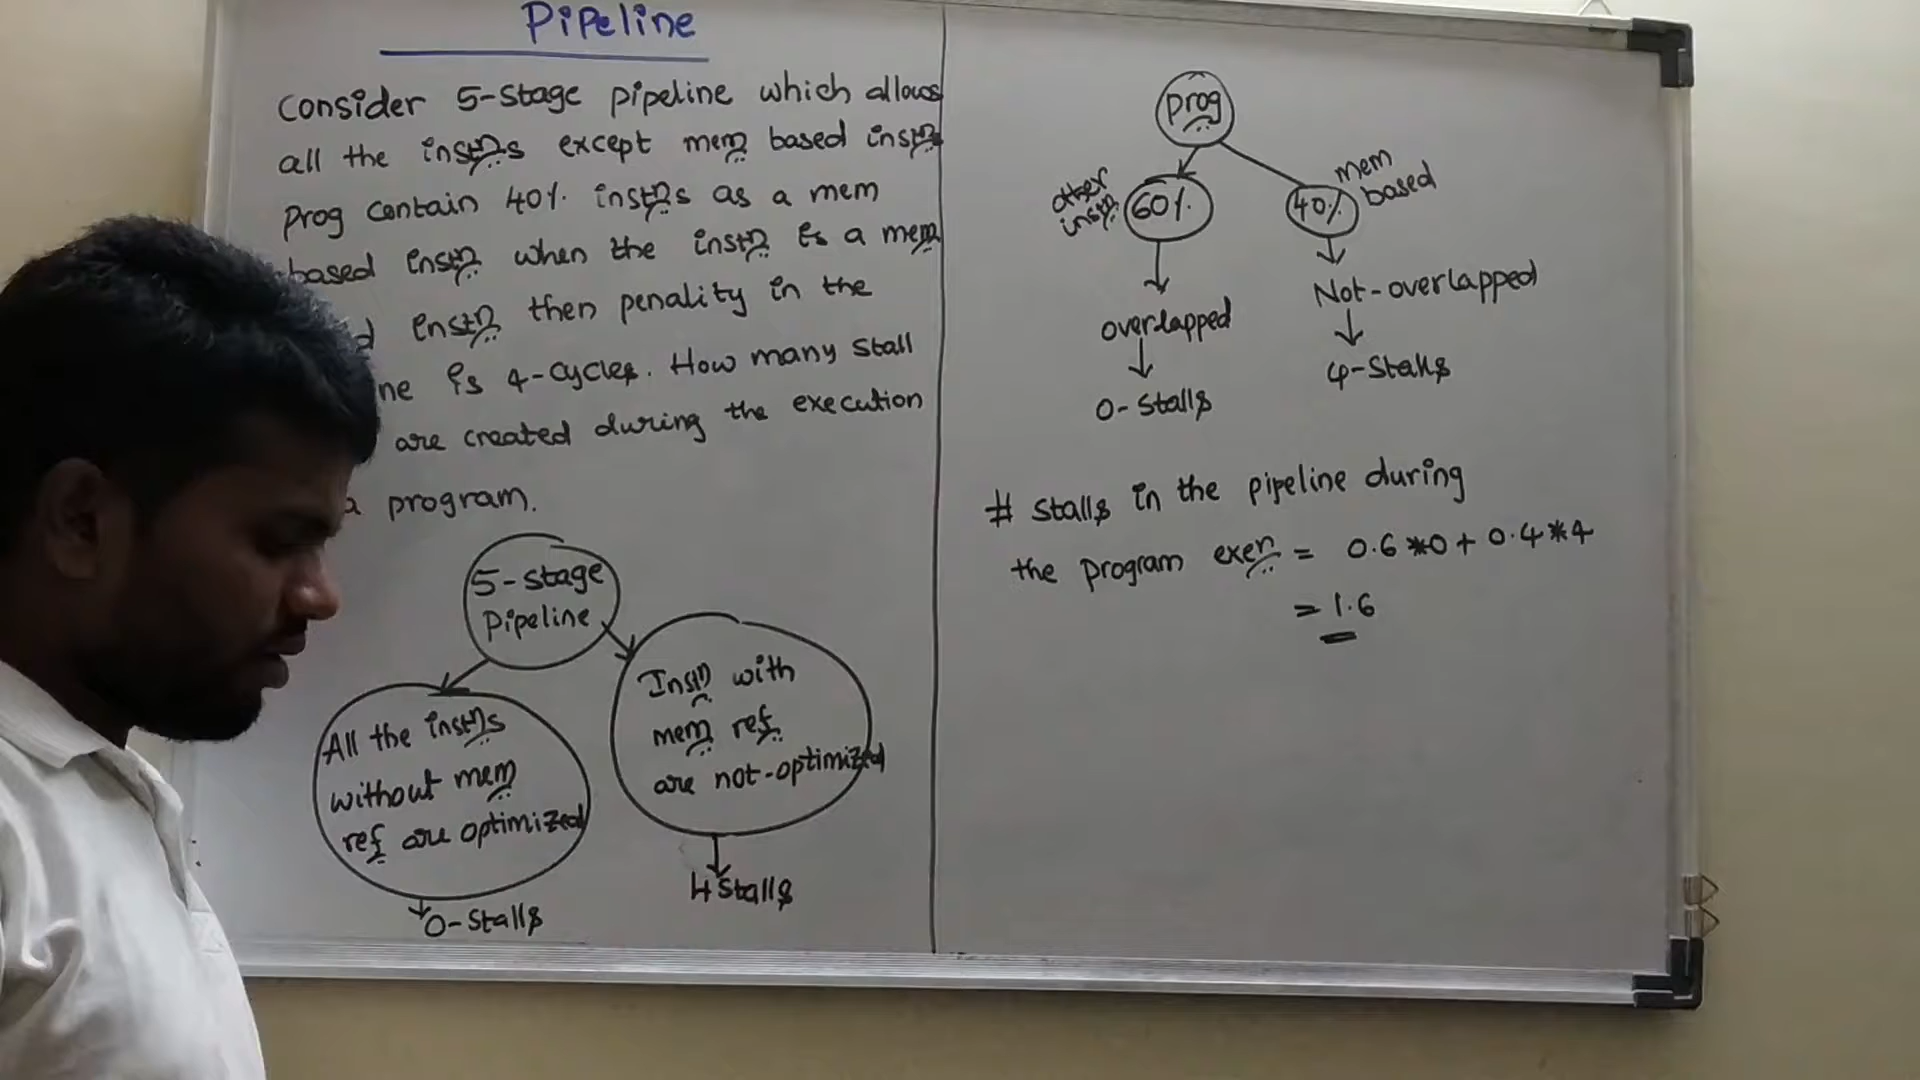 Pipeline
Consider 5-stage pipeline which allows
all the instns except mem based instn
prog contain 40% instns as a mem
based instn when the instn is a mem
instn then penality in the
is 4-cycles. How many stall
are created during the execution
a program.
5-stage
Pipeline
All the instns
without mem
ref are optimized
0-stalls
Instn with
mem ref
are not-optimized
4 stalls
prog
other
instn
60%
40%
mem
based
overlapped
0-stalls
Not-overlapped
4-stalls
# stalls in the pipeline during
the program exen = 0.6*0 + 0.4*4
= 1.6